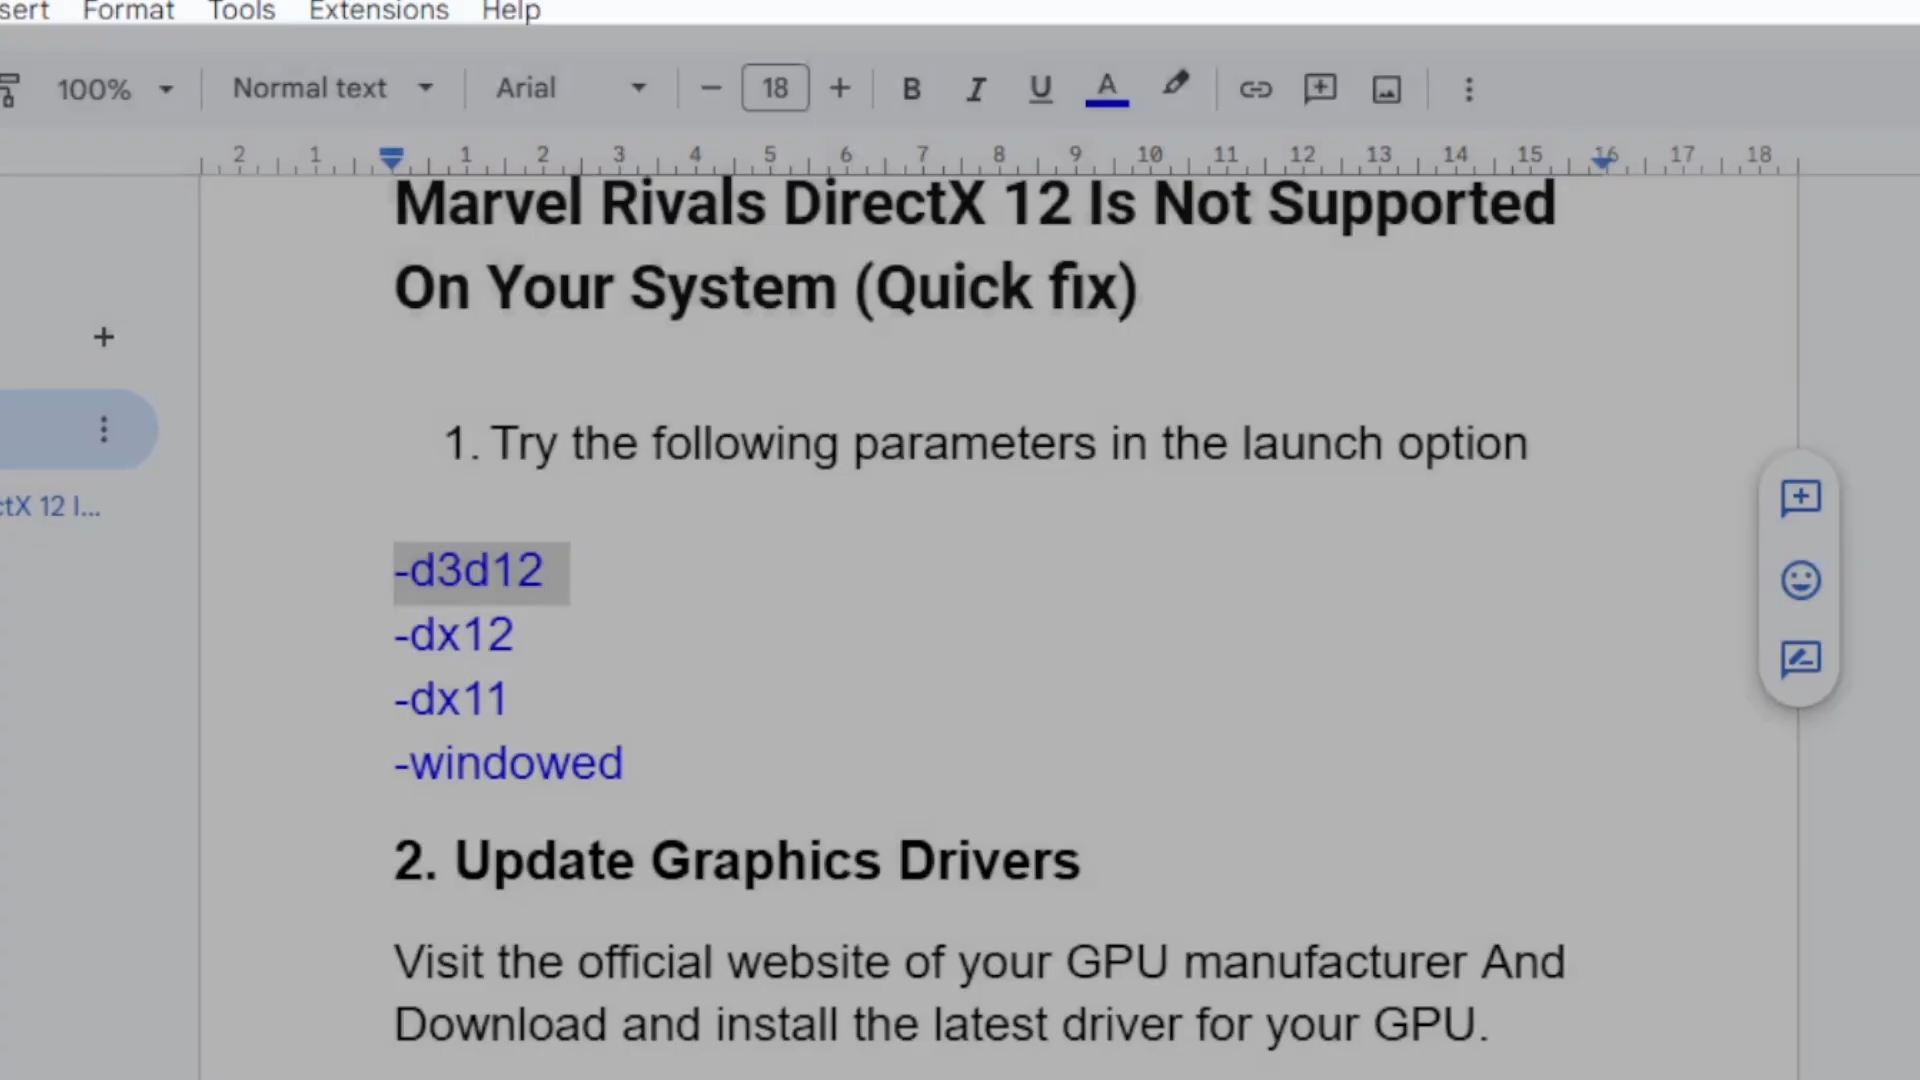 sert Format Tools Extensions Help
100% Normal text Arial 18 B I U A
2 1 1 2 3 4 5 6 7 8 9 10 11 12 13 14 15 16 17 18
Marvel Rivals DirectX 12 Is Not Supported
On Your System (Quick fix)
1. Try the following parameters in the launch option
ctX 12 I...
-d3d12
-dx12
-dx11
-windowed
2. Update Graphics Drivers
Visit the official website of your GPU manufacturer And
Download and install the latest driver for your GPU.